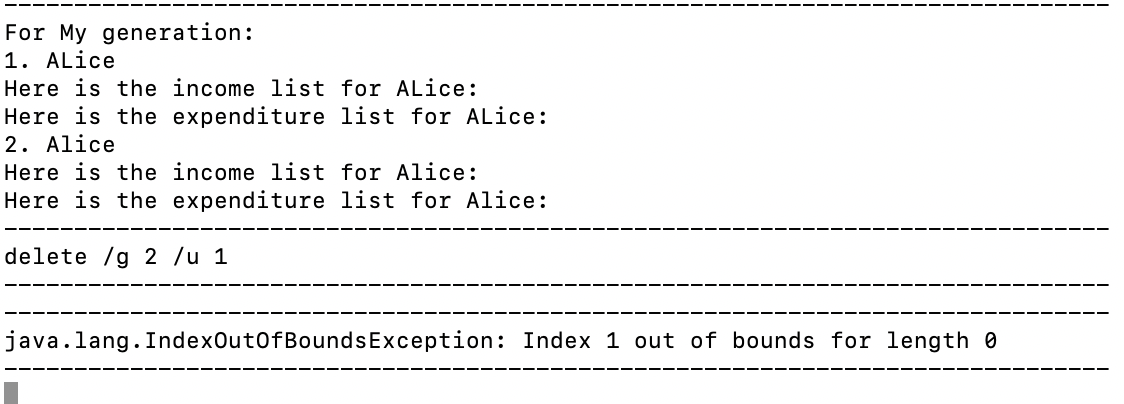 --------------------------------------------------------------------------------
For My generation:
1. ALice
Here is the income list for ALice:
Here is the expenditure list for ALice:
2. Alice
Here is the income list for Alice:
Here is the expenditure list for Alice:
--------------------------------------------------------------------------------
delete /g 2 /u 1
--------------------------------------------------------------------------------
--------------------------------------------------------------------------------
java.lang.IndexOutOfBoundsException: Index 1 out of bounds for length 0
--------------------------------------------------------------------------------